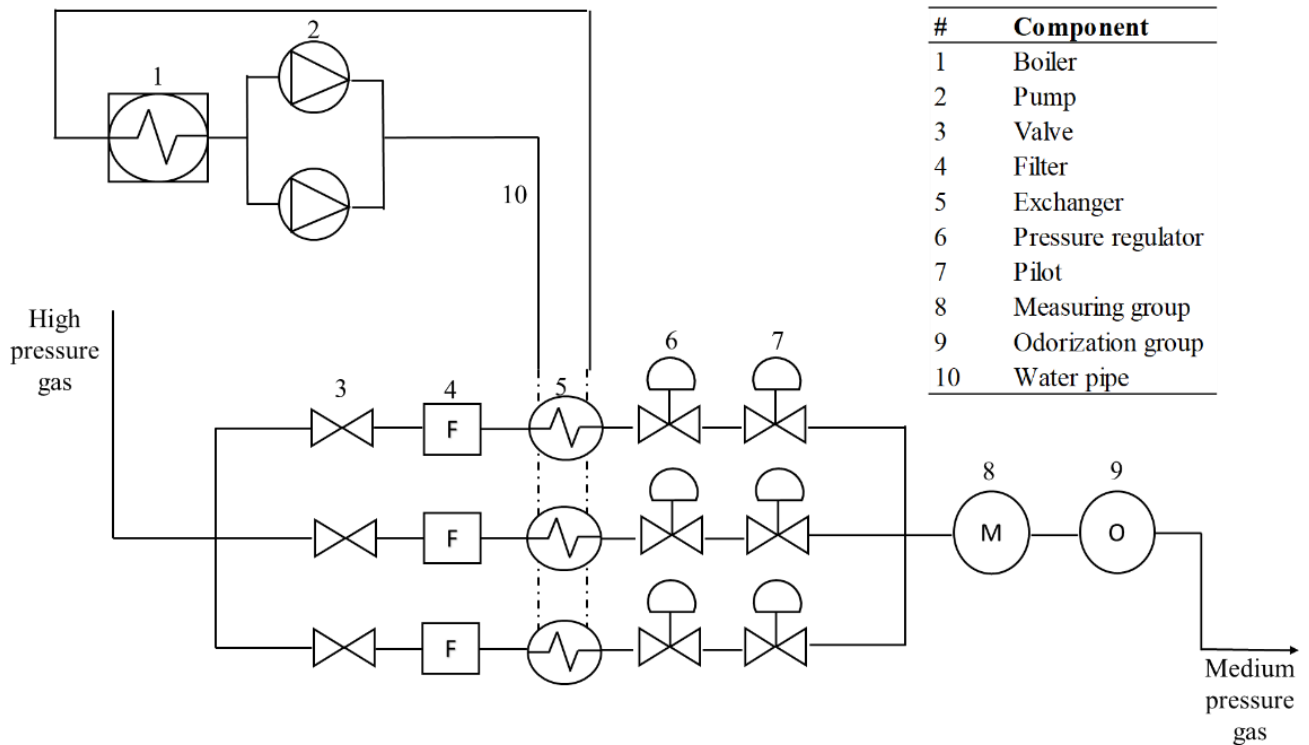 2
1
10
High
pressure
gas
3
4
5
6
7
F
F
F
8
9
M
O
Medium
pressure
gas
# Component
1 Boiler
2 Pump
3 Valve
4 Filter
5 Exchanger
6 Pressure regulator
7 Pilot
8 Measuring group
9 Odorization group
10 Water pipe